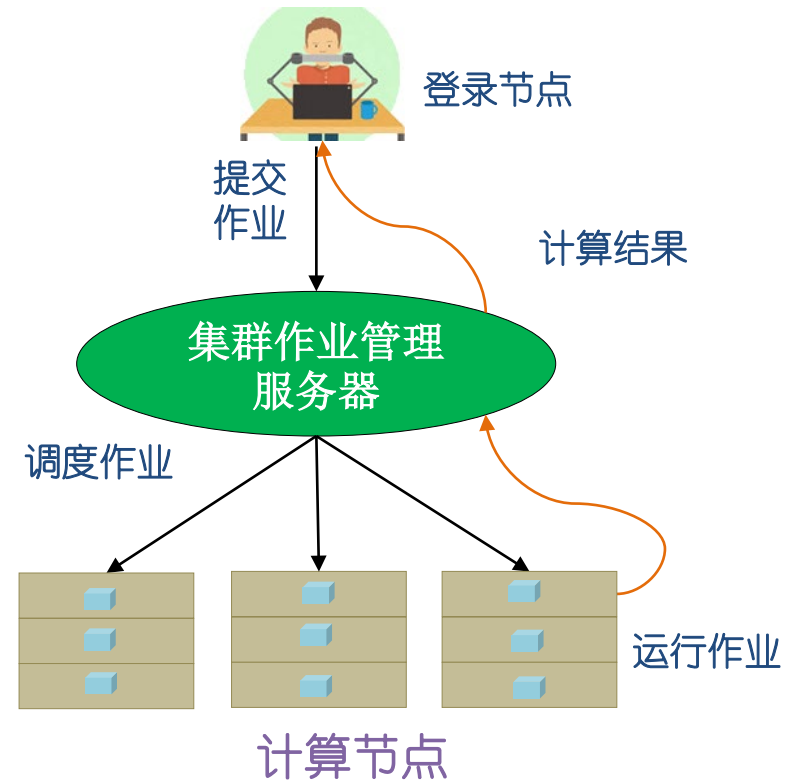 登录节点
提交
作业
计算结果
集群作业管理
服务器
调度作业
运行作业
计算节点